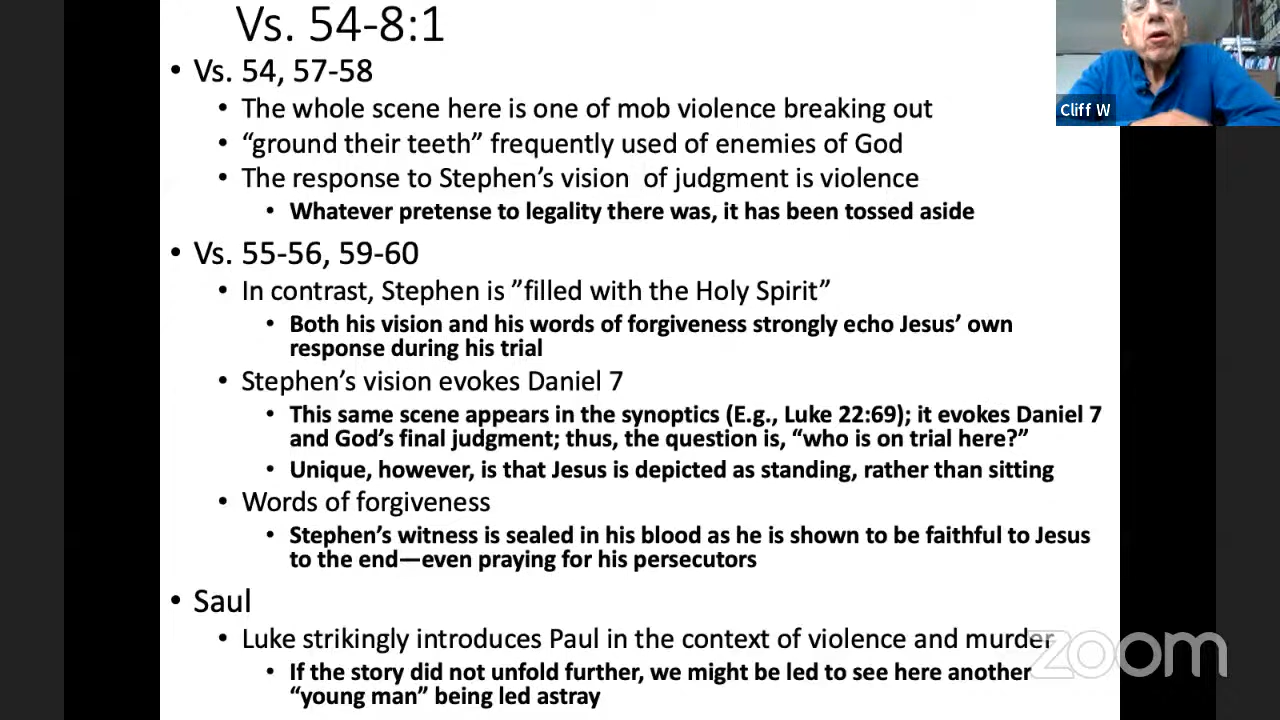 Vs. 54-8:1
• Vs. 54, 57-58
• The whole scene here is one of mob violence breaking out
• “ground their teeth” frequently used of enemies of God
• The response to Stephen’s vision  of judgment is violence
• Whatever pretense to legality there was, it has been tossed aside
• Vs. 55-56, 59-60
• In contrast, Stephen is ”filled with the Holy Spirit”
• Both his vision and his words of forgiveness strongly echo Jesus’ own
response during his trial
• Stephen’s vision evokes Daniel 7
• This same scene appears in the synoptics (E.g., Luke 22:69); it evokes Daniel 7
and God’s final judgment; thus, the question is, “who is on trial here?”
• Unique, however, is that Jesus is depicted as standing, rather than sitting
• Words of forgiveness
• Stephen’s witness is sealed in his blood as he is shown to be faithful to Jesus
to the end—even praying for his persecutors
• Saul
• Luke strikingly introduces Paul in the context of violence and murder
• If the story did not unfold further, we might be led to see here another
“young man” being led astray
Cliff W
zoom